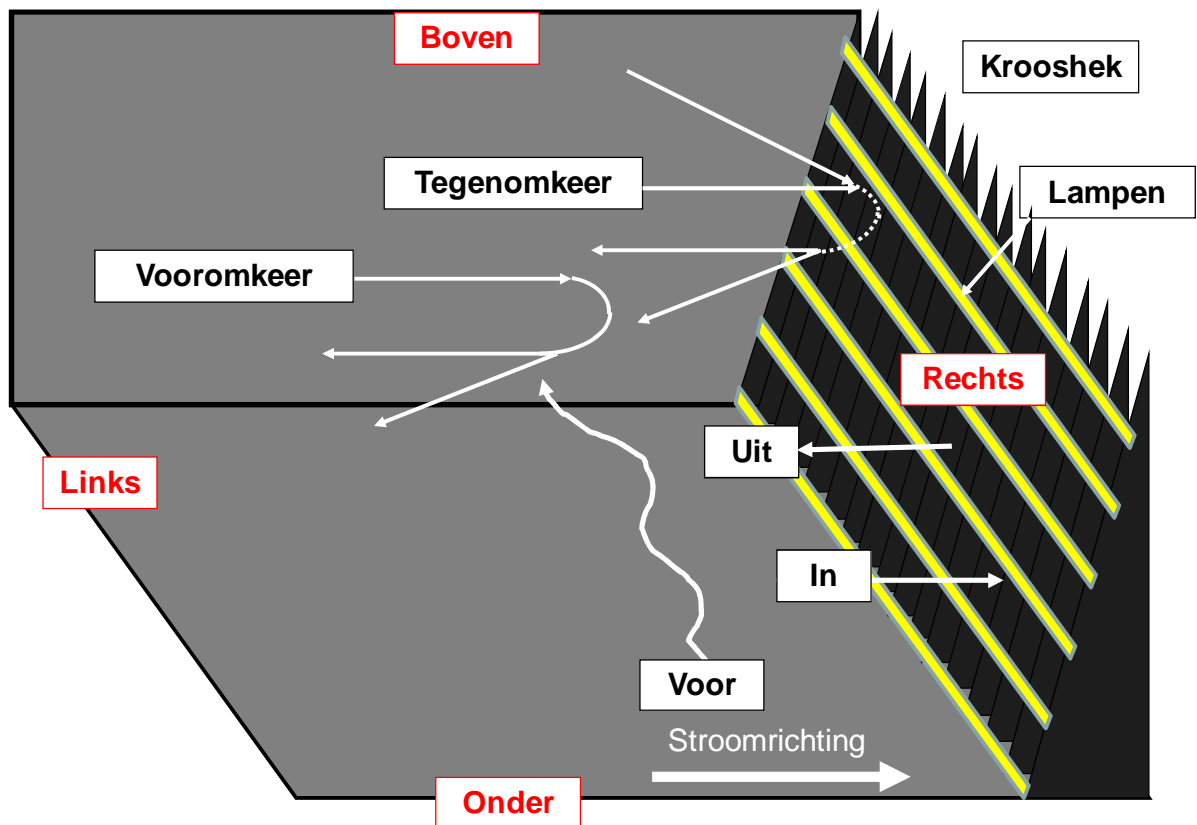 Boven
Krooshek
Tegenomkeer
Lampen
Vooromkeer
Rechts
Uit
Links
In
Voor
Stroomrichting
Onder